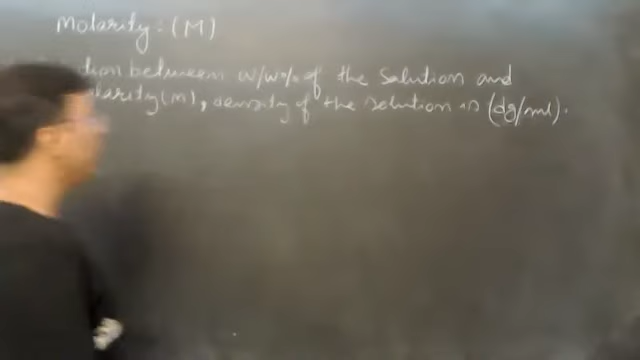 Molarity: (M)
between w/w% of the solution and
(M), density of the solution is (dg/ml).